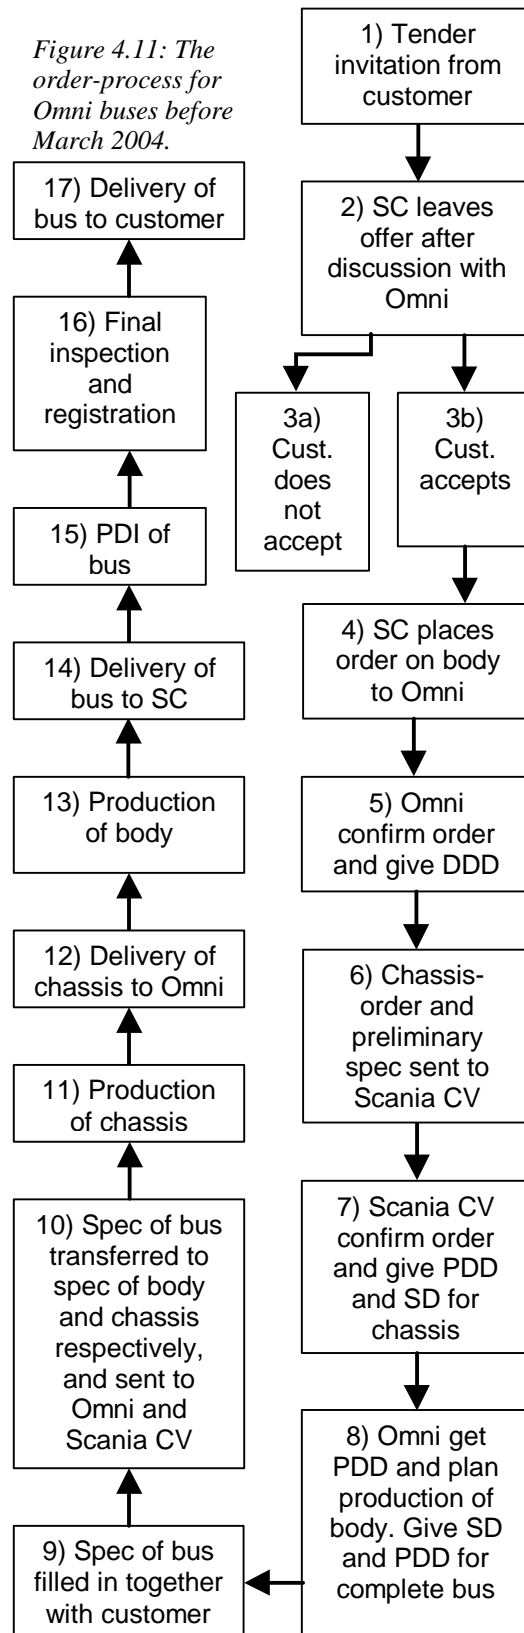 Figure 4.11: The
order-process for
Omni buses before
March 2004.
1) Tender
invitation from
customer
2) SC leaves
offer after
discussion with
Omni
3a)
Cust.
does
not
accept
3b)
Cust.
accepts
4) SC places
order on body
to Omni
5) Omni
confirm order
and give DDD
6) Chassis-
order and
preliminary
spec sent to
Scania CV
7) Scania CV
confirm order
and give PDD
and SD for
chassis
8) Omni get
PDD and plan
production of
body. Give SD
and PDD for
complete bus
9) Spec of bus
filled in together
with customer
10) Spec of bus
transferred to
spec of body
and chassis
respectively,
and sent to
Omni and
Scania CV
11) Production
of chassis
12) Delivery of
chassis to Omni
13) Production
of body
14) Delivery of
bus to SC
15) PDI of
bus
16) Final
inspection
and
registration
17) Delivery of
bus to customer